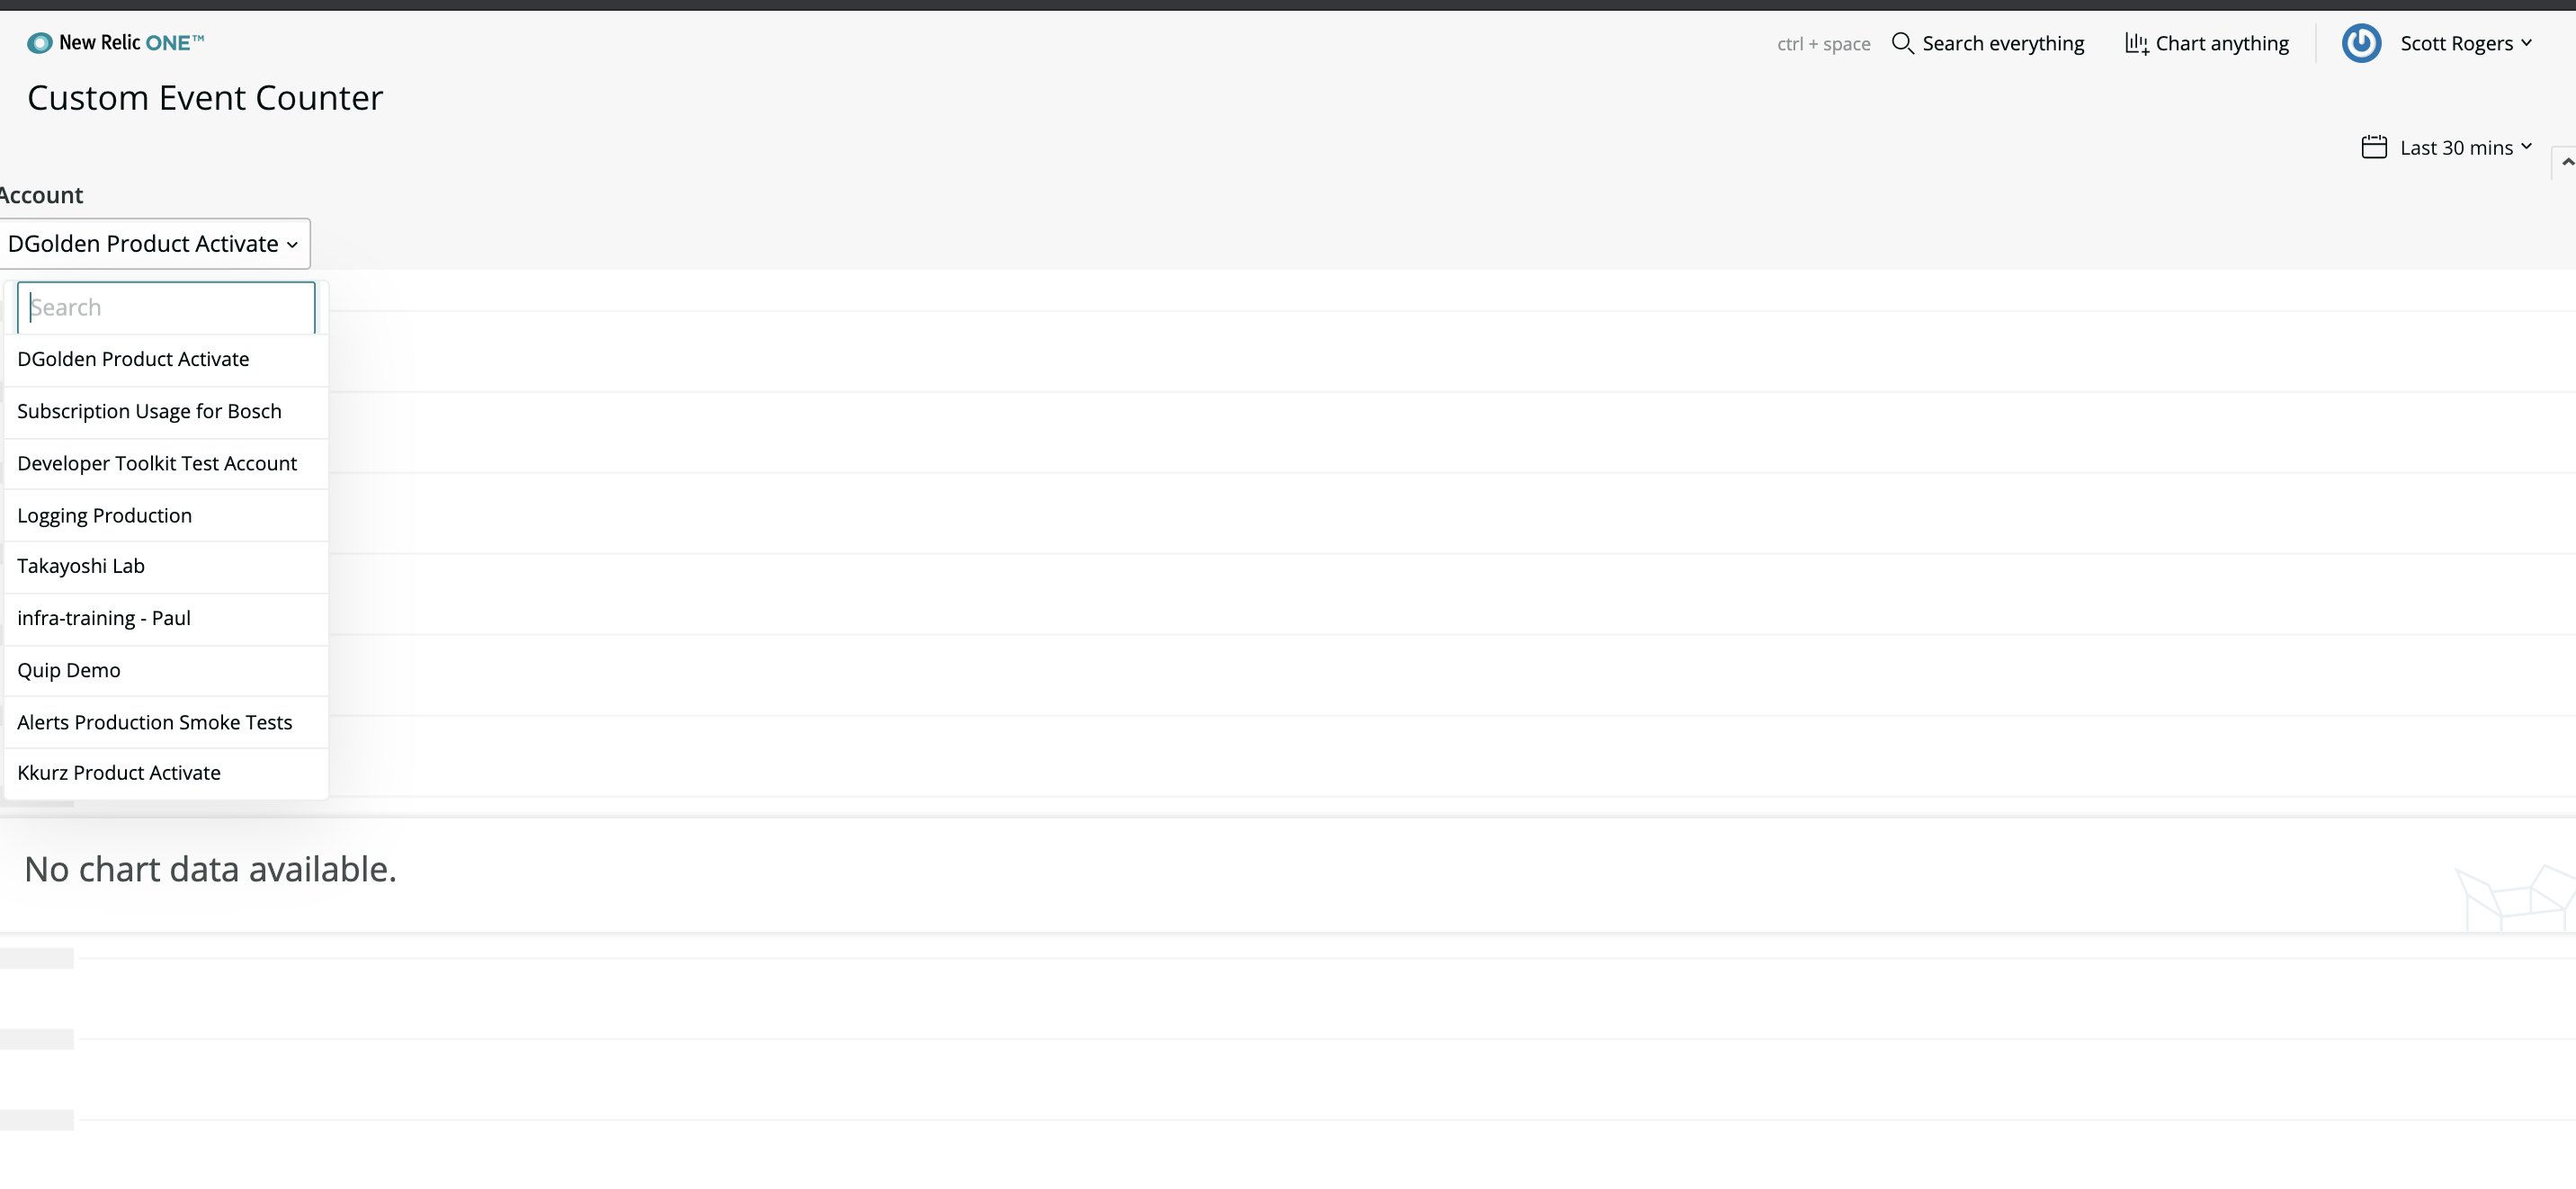 New Relic ONE™
ctrl + space
Search everything
Chart anything
Scott Rogers
Custom Event Counter
Last 30 mins
Account
DGolden Product Activate
Search
DGolden Product Activate
Subscription Usage for Bosch
Developer Toolkit Test Account
Logging Production
Takayoshi Lab
infra-training - Paul
Quip Demo
Alerts Production Smoke Tests
Kkurz Product Activate
No chart data available.